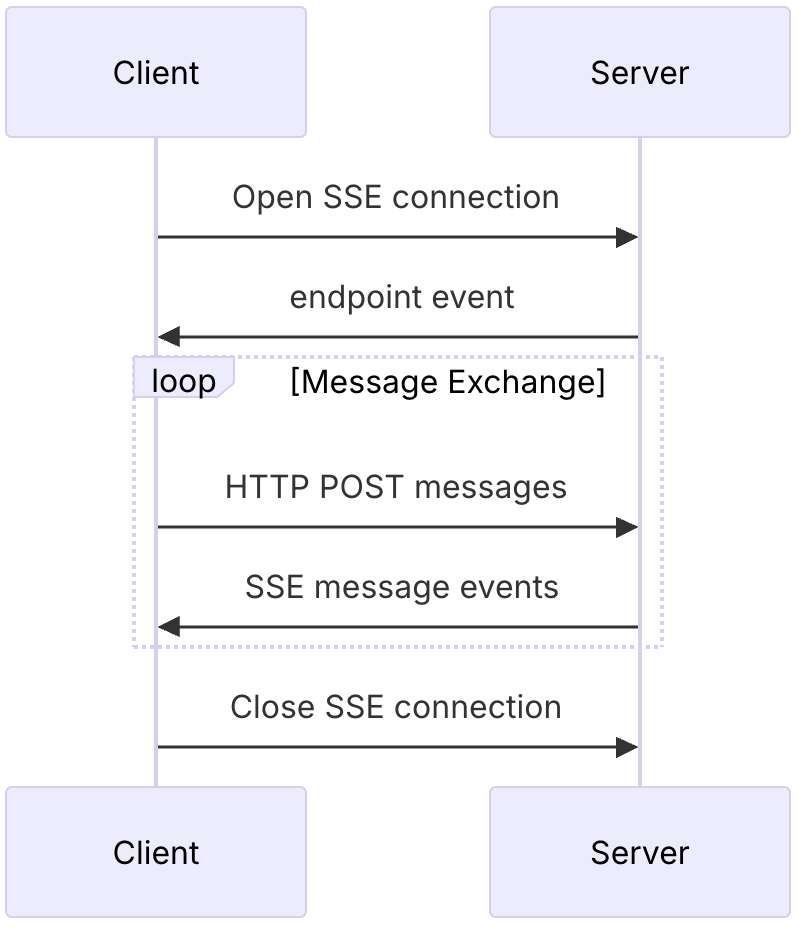 Client
Server
Open SSE connection
endpoint event
loop
[Message Exchange]
HTTP POST messages
SSE message events
Close SSE connection
Client
Server